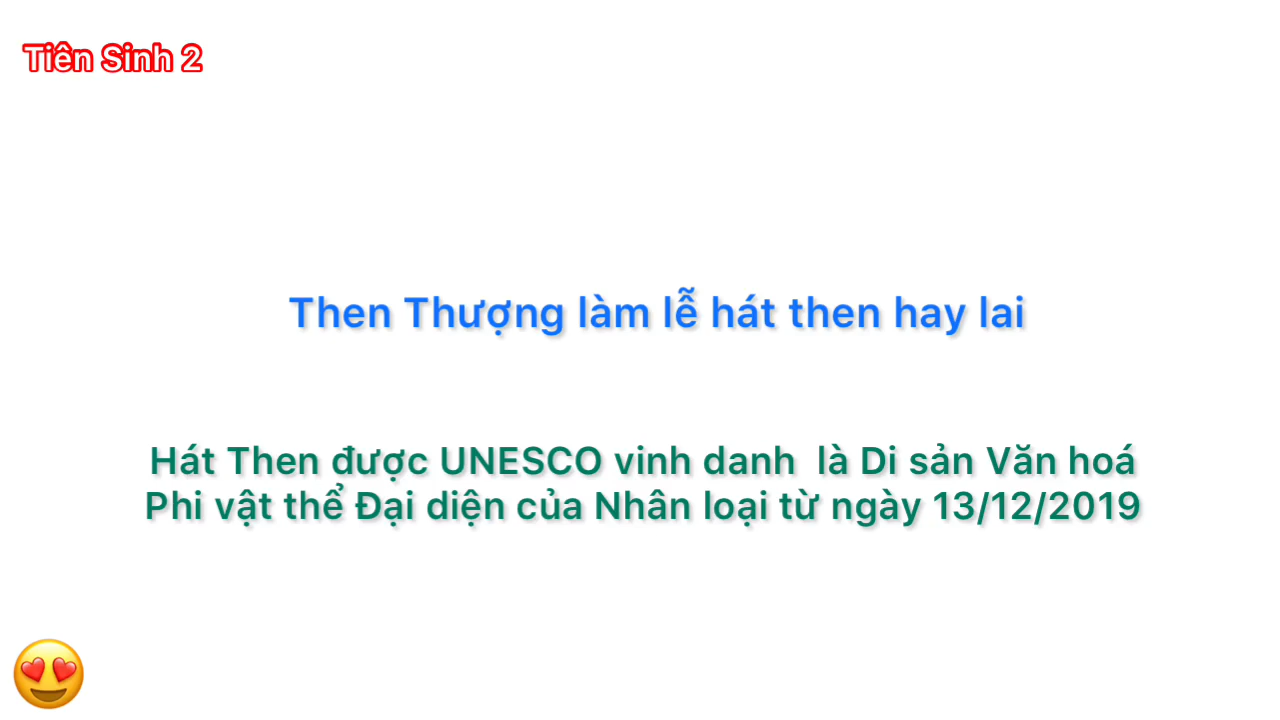 Tiên Sinh 2
Then Thượng làm lễ hát then hay lai
Hát Then được UNESCO vinh danh  là Di sản Văn hoá
Phi vật thể Đại diện của Nhân loại từ ngày 13/12/2019